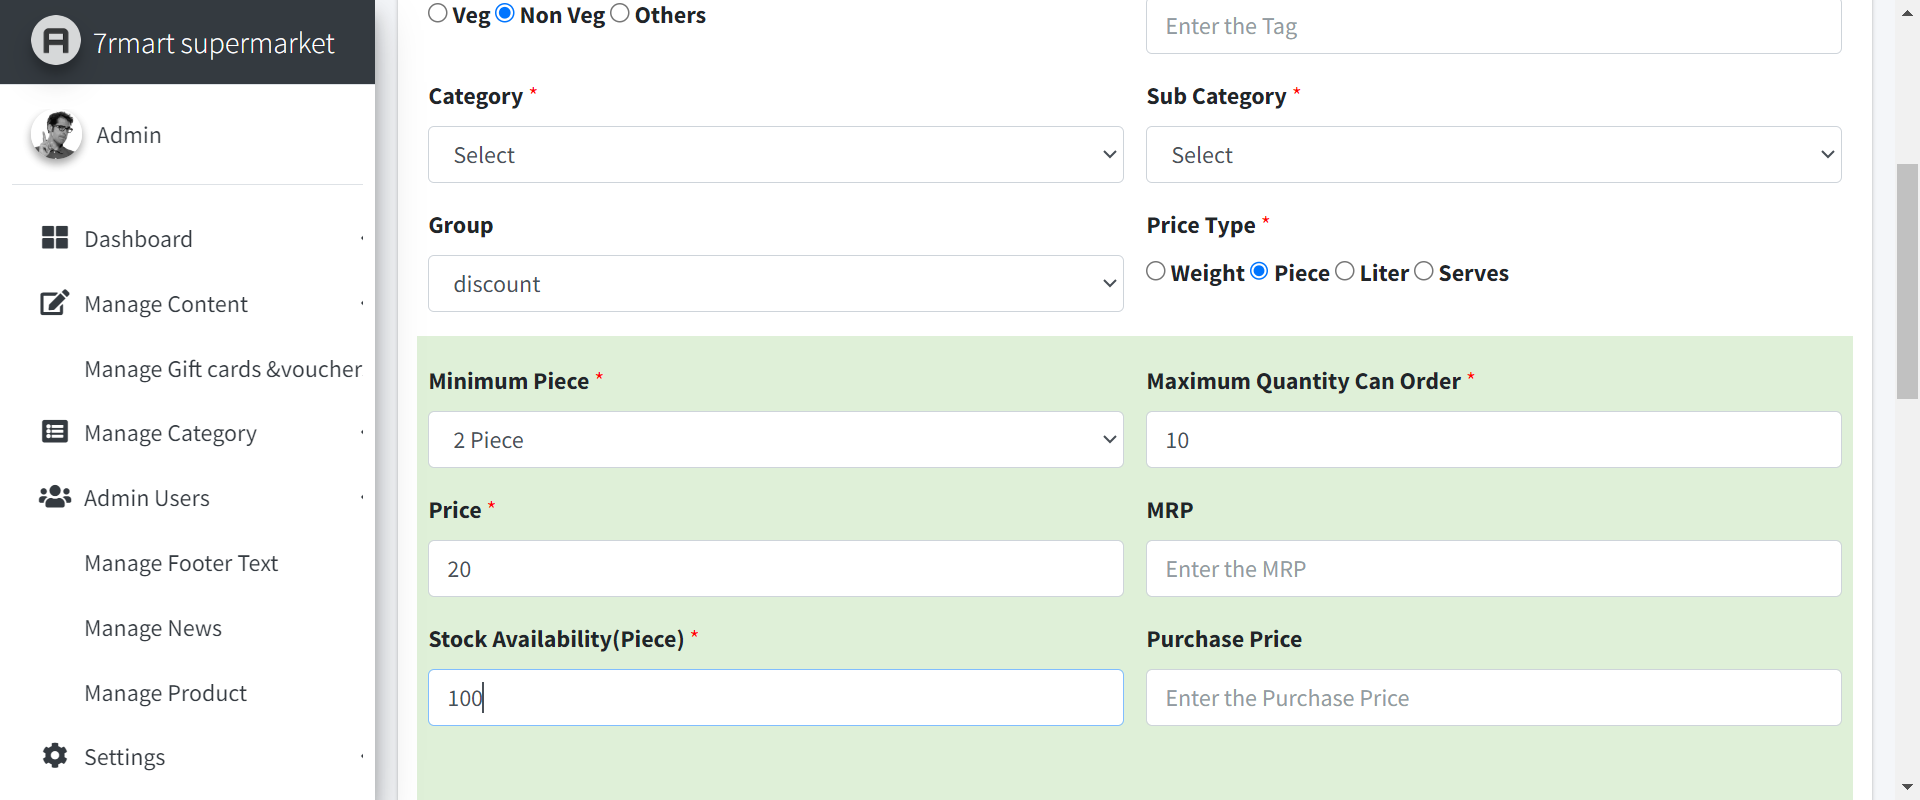 7rmart supermarket
Admin
Dashboard
Manage Content
Manage Gift cards &voucher
Manage Category
Admin Users
Manage Footer Text
Manage News
Manage Product
Settings
Veg Non Veg Others
Enter the Tag
Category *
Sub Category *
Select
Select
Group
Price Type *
discount
Weight Piece Liter Serves
Minimum Piece *
Maximum Quantity Can Order *
2 Piece
10
Price *
MRP
20
Enter the MRP
Stock Availability(Piece) *
Purchase Price
100
Enter the Purchase Price